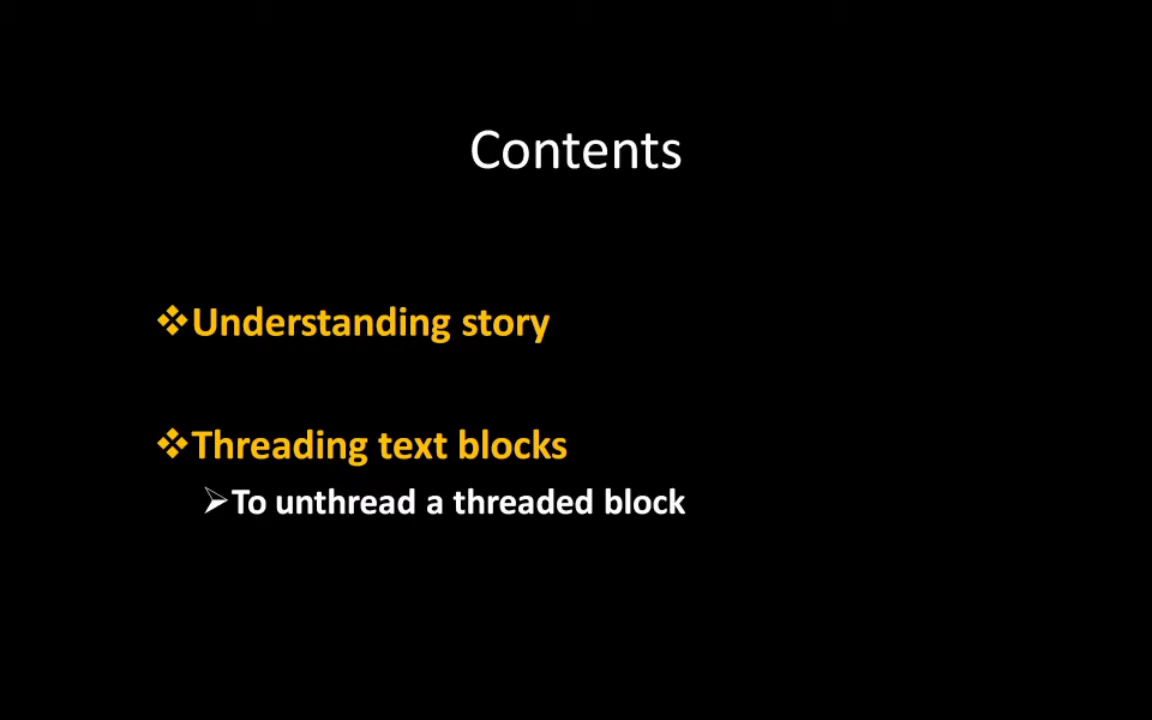 Contents
❖Understanding story
❖Threading text blocks
➢To unthread a threaded block